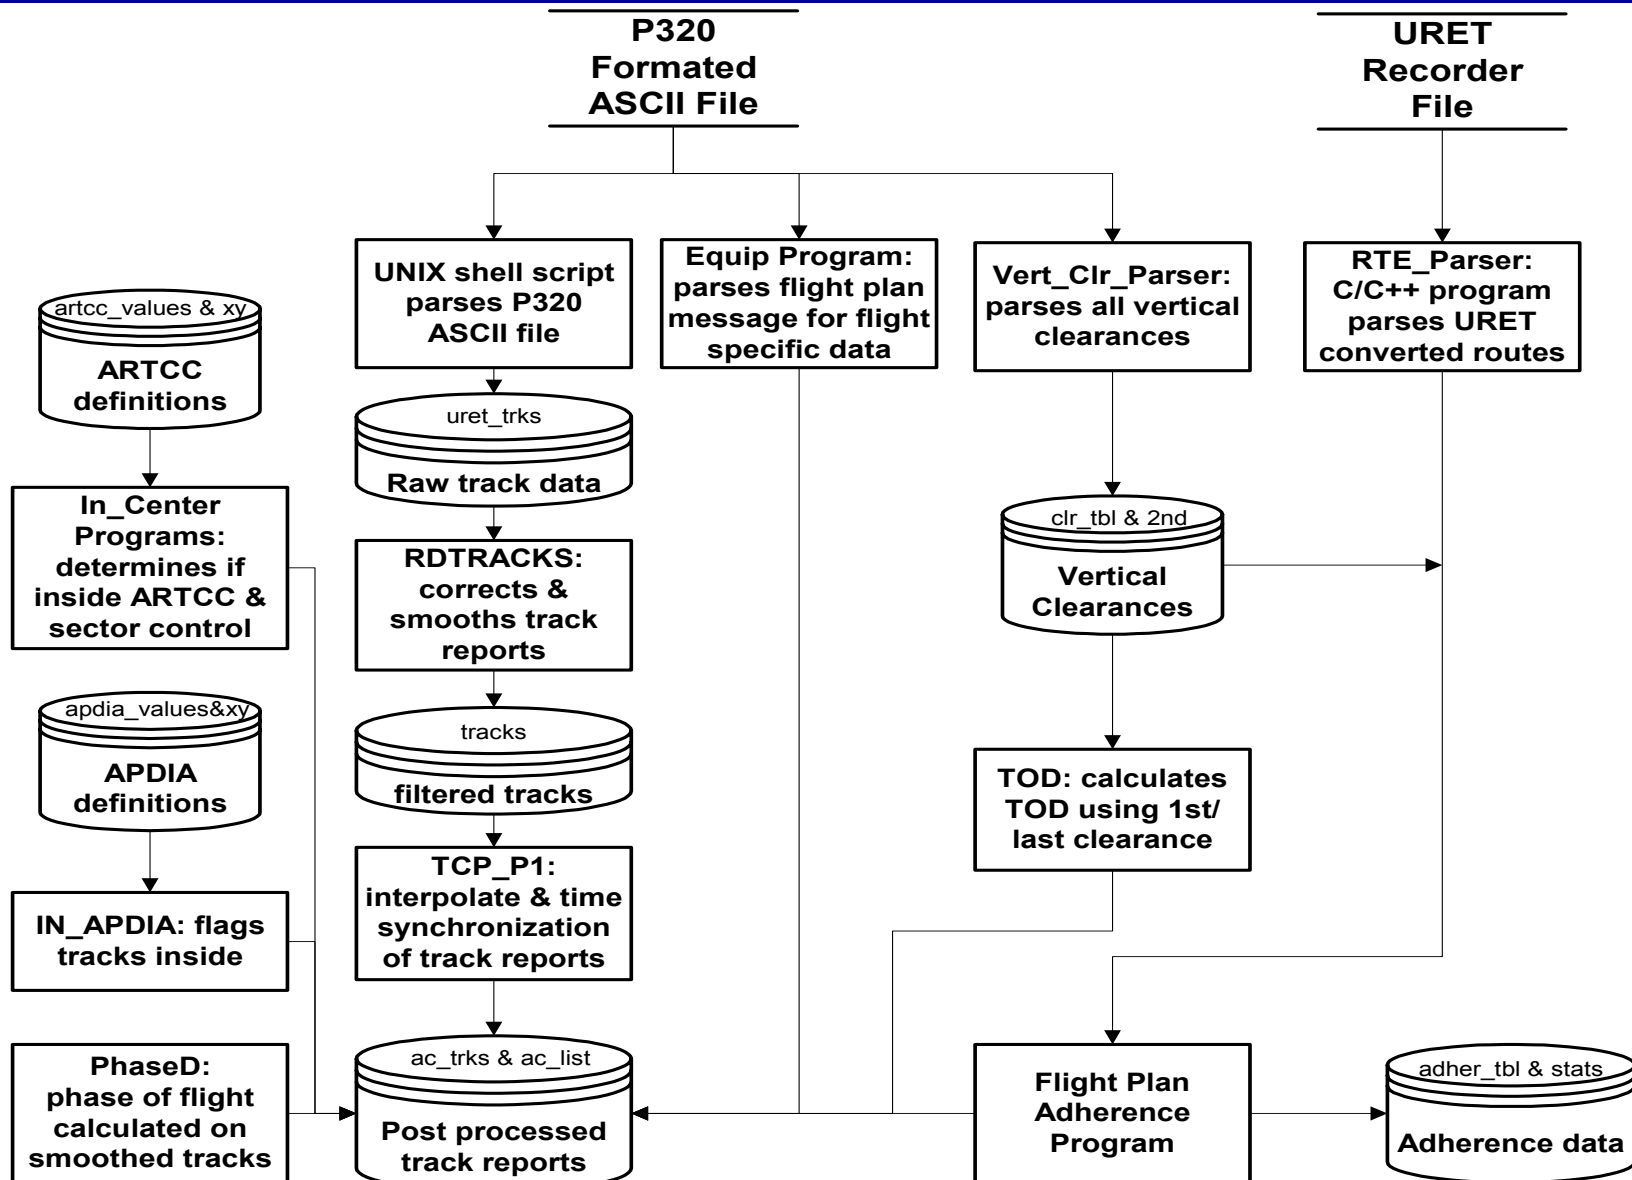 P320
Formated
ASCII File
URET
Recorder
File
UNIX shell script
parses P320
ASCII file
Equip Program:
parses flight plan
message for flight
specific data
Vert_Clr_Parser:
parses all vertical
clearances
RTE_Parser:
C/C++ program
parses URET
converted routes
artcc_values & xy
ARTCC
definitions
uret_trks
Raw track data
In_Center
Programs:
determines if
inside ARTCC &
sector control
clr_tbl & 2nd
Vertical
Clearances
RDTRACKS:
corrects &
smooths track
reports
apdia_values&xy
APDIA
definitions
tracks
filtered tracks
TOD: calculates
TOD using 1st/
last clearance
TCP_P1:
interpolate & time
synchronization
of track reports
IN_APDIA: flags
tracks inside
PhaseD:
phase of flight
calculated on
smoothed tracks
ac_trks & ac_list
Post processed
track reports
Flight Plan
Adherence
Program
adher_tbl & stats
Adherence data